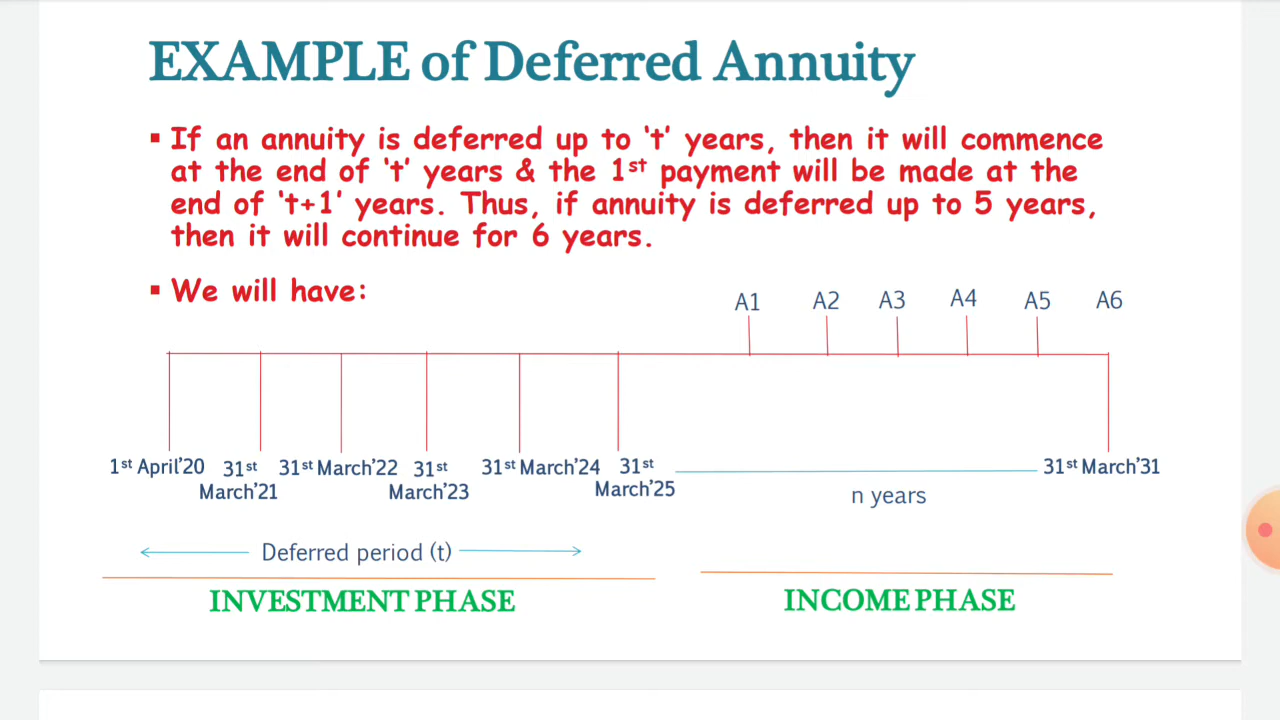 EXAMPLE of Deferred Annuity
▪ If an annuity is deferred up to ‘t’ years, then it will commence
at the end of ‘t’ years & the 1st payment will be made at the
end of ‘t+1’ years. Thus, if annuity is deferred up to 5 years,
then it will continue for 6 years.
▪ We will have:
A1 A2 A3 A4 A5 A6
1st April’20 31st March’21 31st March’22 31st March’23 31st March’24 31st March’25 31st March’31
n years
Deferred period (t)
INVESTMENT PHASE INCOME PHASE